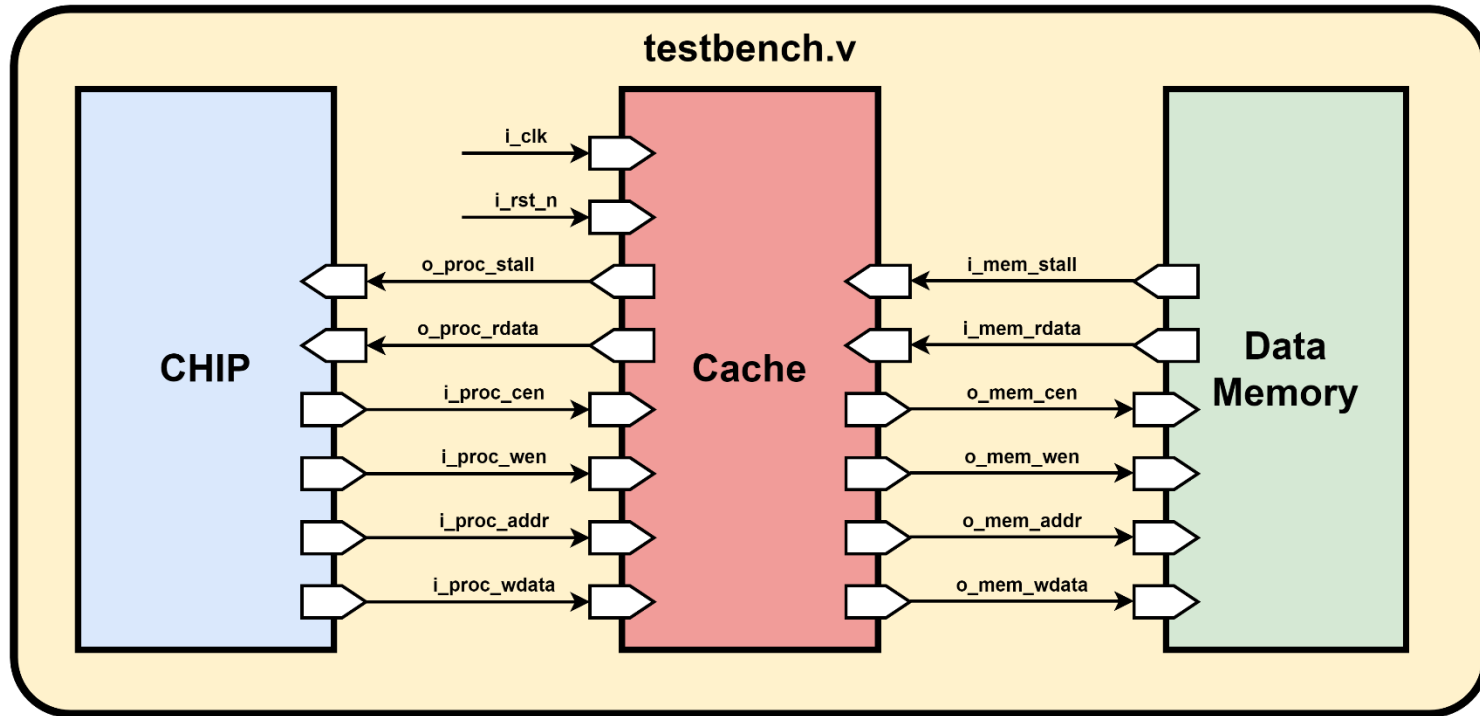 testbench.v
i_clk
i_rst_n
o_proc_stall
i_mem_stall
o_proc_rdata
i_mem_rdata
CHIP
Cache
Data
Memory
i_proc_cen
o_mem_cen
i_proc_wen
o_mem_wen
i_proc_addr
o_mem_addr
i_proc_wdata
o_mem_wdata